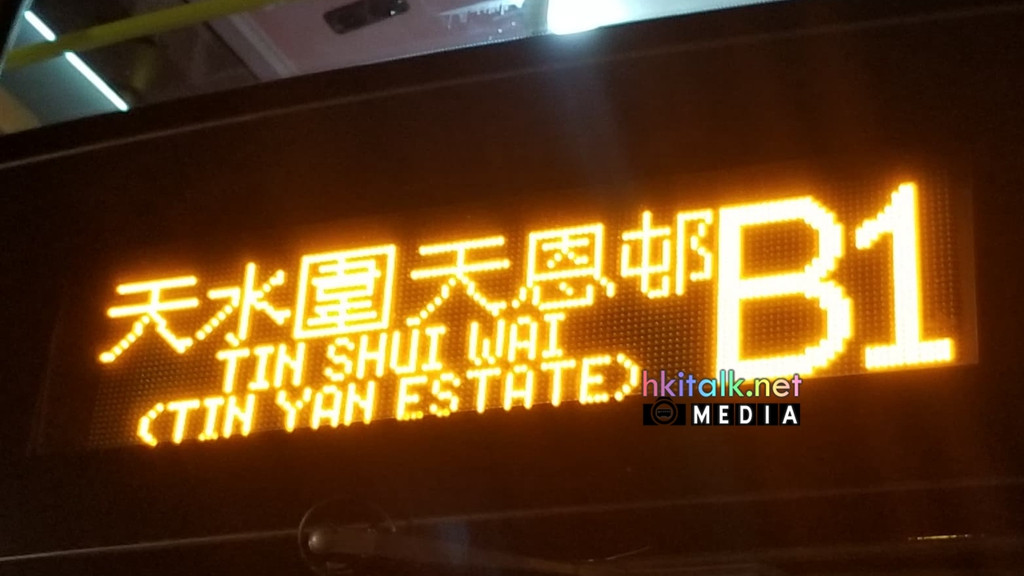 天水圍天恩邨 B1
TIN SHUI WAI
(TIN YAN ESTATE)
hkitalk.net
MEDIA